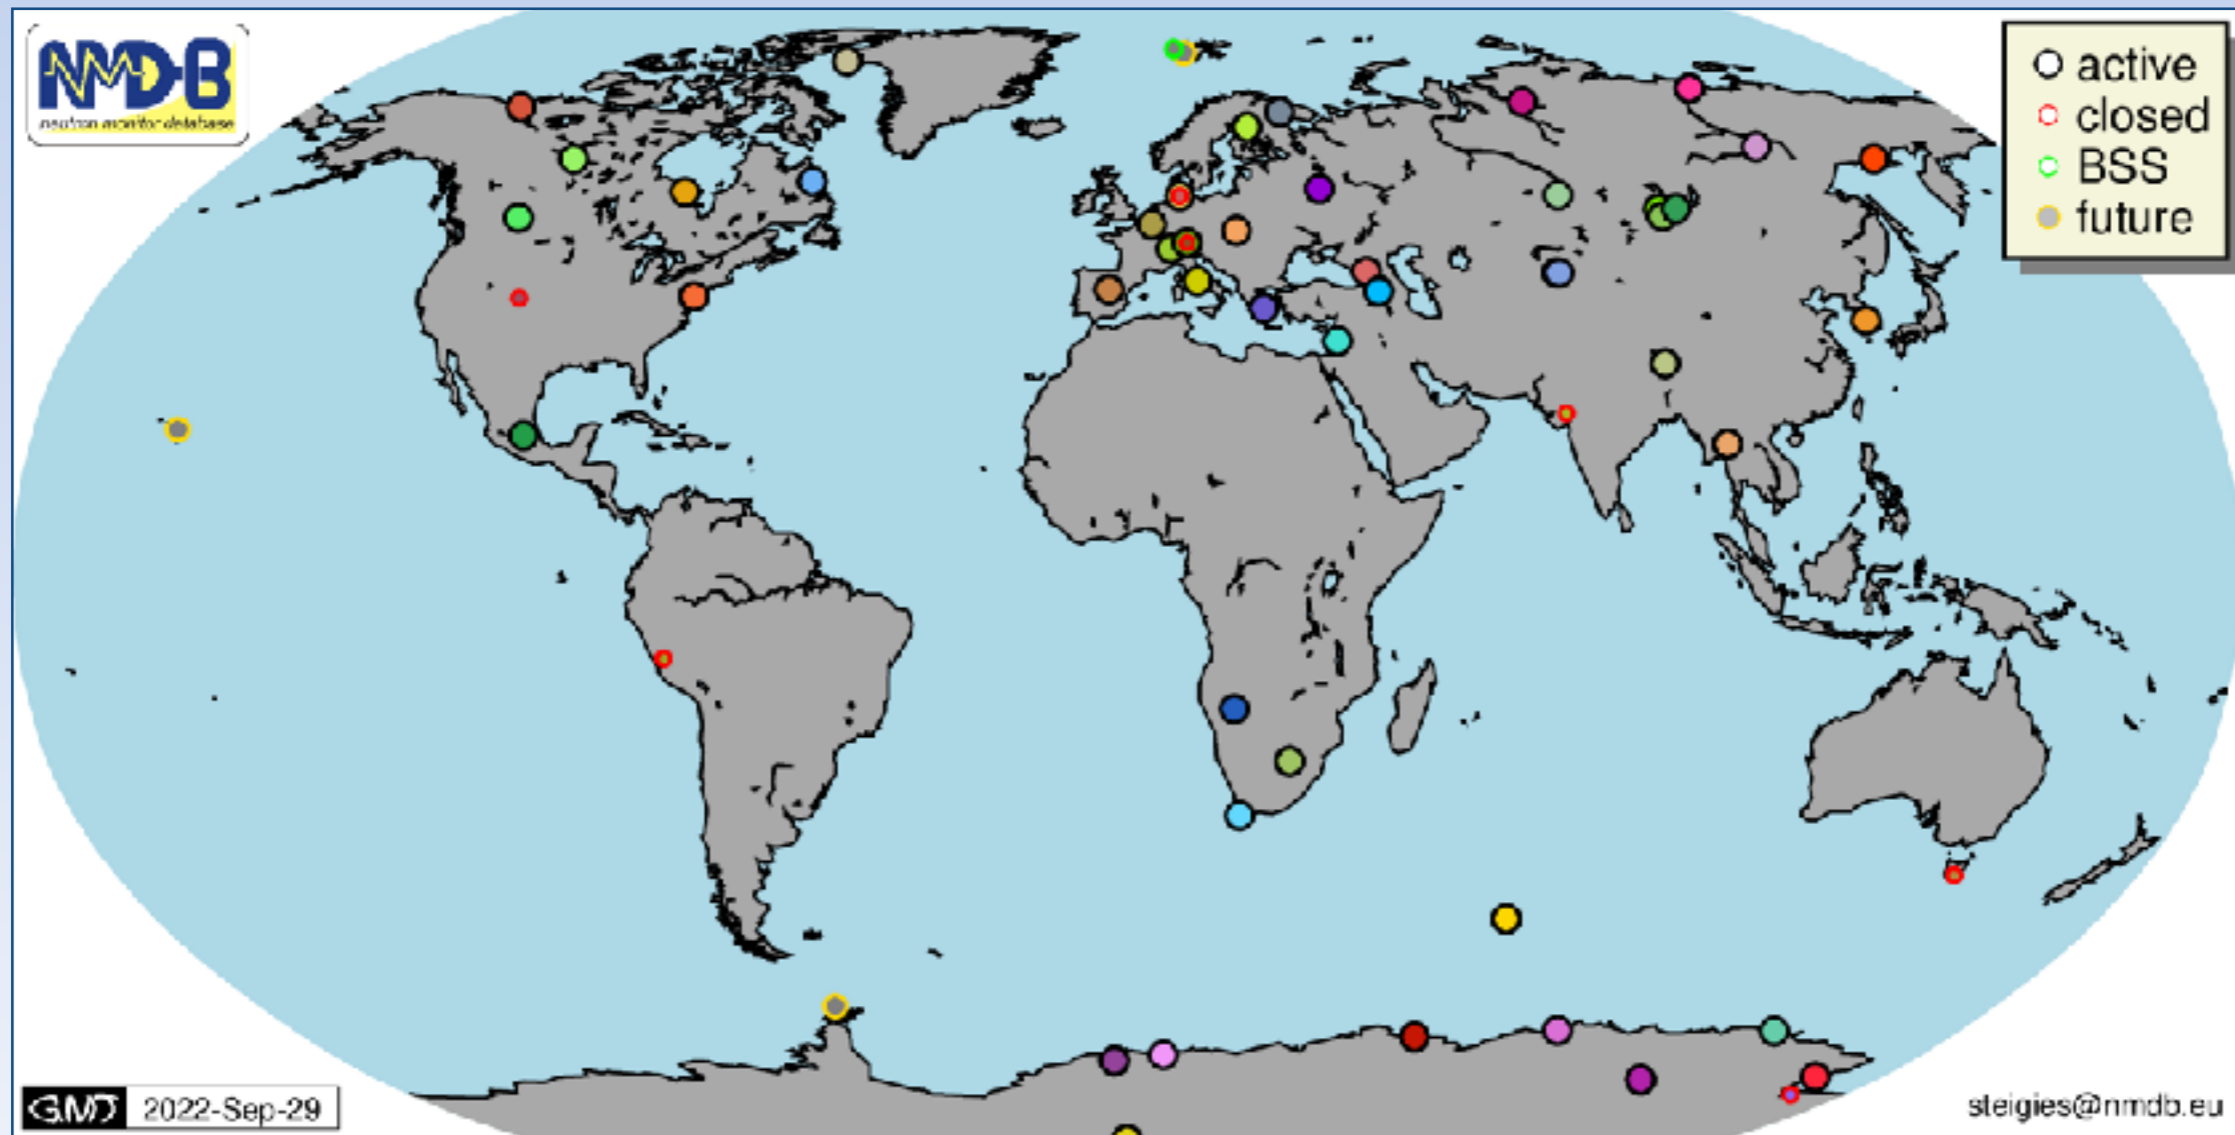 NMDB
neutron monitor database
active
closed
BSS
future
GMT 2022-Sep-29
steigies@nmdb.eu